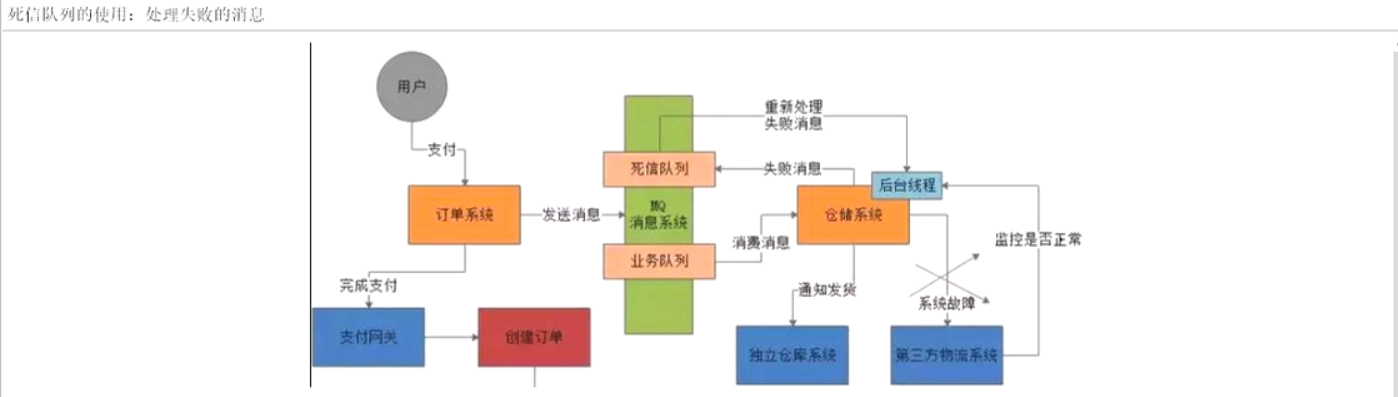 死信队列的使用：处理失败的消息
用户
重新处理
失败消息
支付
死信队列
失败消息
后台线程
订单系统
发送消息
MQ
消息系统
仓储系统
消费消息
监控是否正常
业务队列
完成支付
通知发货
系统故障
支付网关
创建订单
独立仓库系统
第三方物流系统